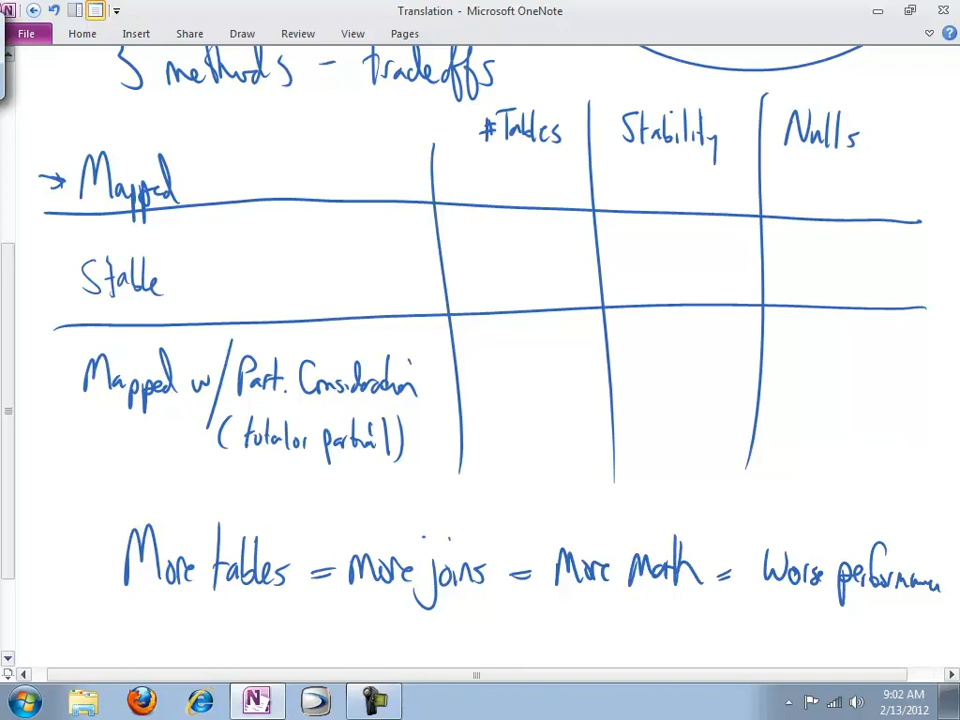 Translation - Microsoft OneNote
File Home Insert Share Draw Review View Pages
3 methods - tradeoffs
#Tables Stability Nulls
→ Mapped
Stable
Mapped w/ Part. Consideration
(total or partial)
More tables = more joins = More Math = Worse performance
9:02 AM
2/13/2012